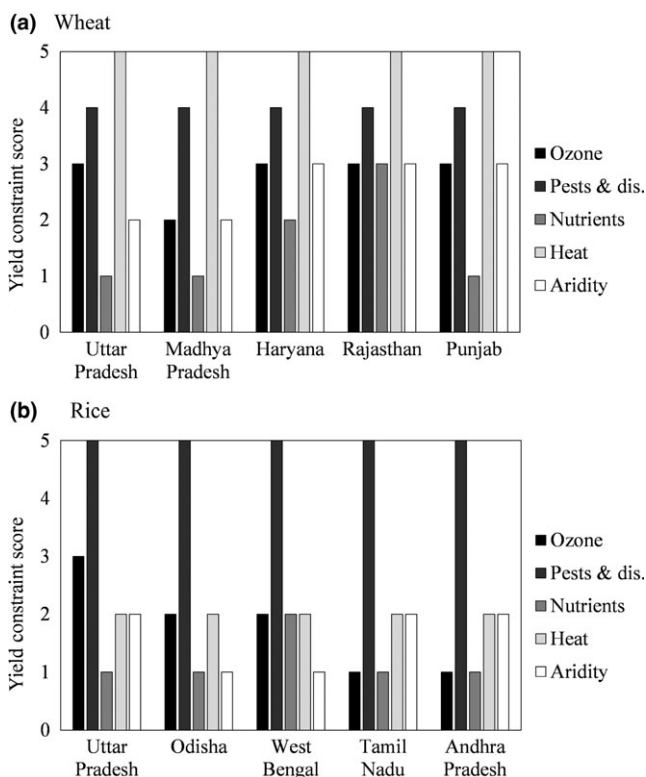 (a) Wheat
5
4
3
2
1
0
Yield constraint score
Uttar Pradesh
Madhya Pradesh
Haryana
Rajasthan
Punjab
Ozone
Pests & dis.
Nutrients
Heat
Aridity
(b) Rice
5
4
3
2
1
0
Yield constraint score
Uttar Pradesh
Odisha
West Bengal
Tamil Nadu
Andhra Pradesh
Ozone
Pests & dis.
Nutrients
Heat
Aridity